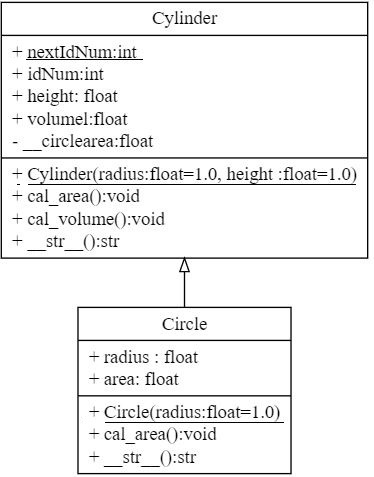 Cylinder
+ nextIdNum:int
+ idNum:int
+ height: float
+ volumel:float
- __circlearea:float
+ Cylinder(radius:float=1.0, height :float=1.0)
+ cal_area():void
+ cal_volume():void
+ __str__():str
Circle
+ radius : float
+ area: float
+ Circle(radius:float=1.0)
+ cal_area():void
+ __str__():str